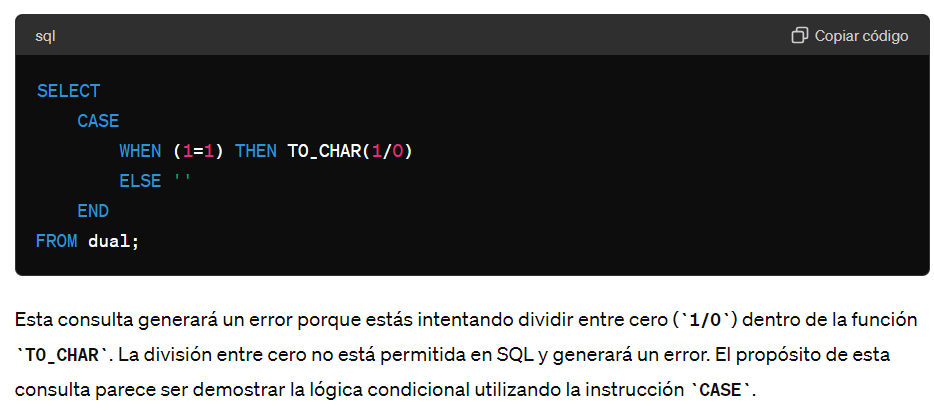 sql Copiar código
SELECT
CASE
WHEN (1=1) THEN TO_CHAR(1/0)
ELSE ''
END
FROM dual;
Esta consulta generará un error porque estás intentando dividir entre cero (`1/0`) dentro de la función
`TO_CHAR`. La división entre cero no está permitida en SQL y generará un error. El propósito de esta
consulta parece ser demostrar la lógica condicional utilizando la instrucción `CASE`.